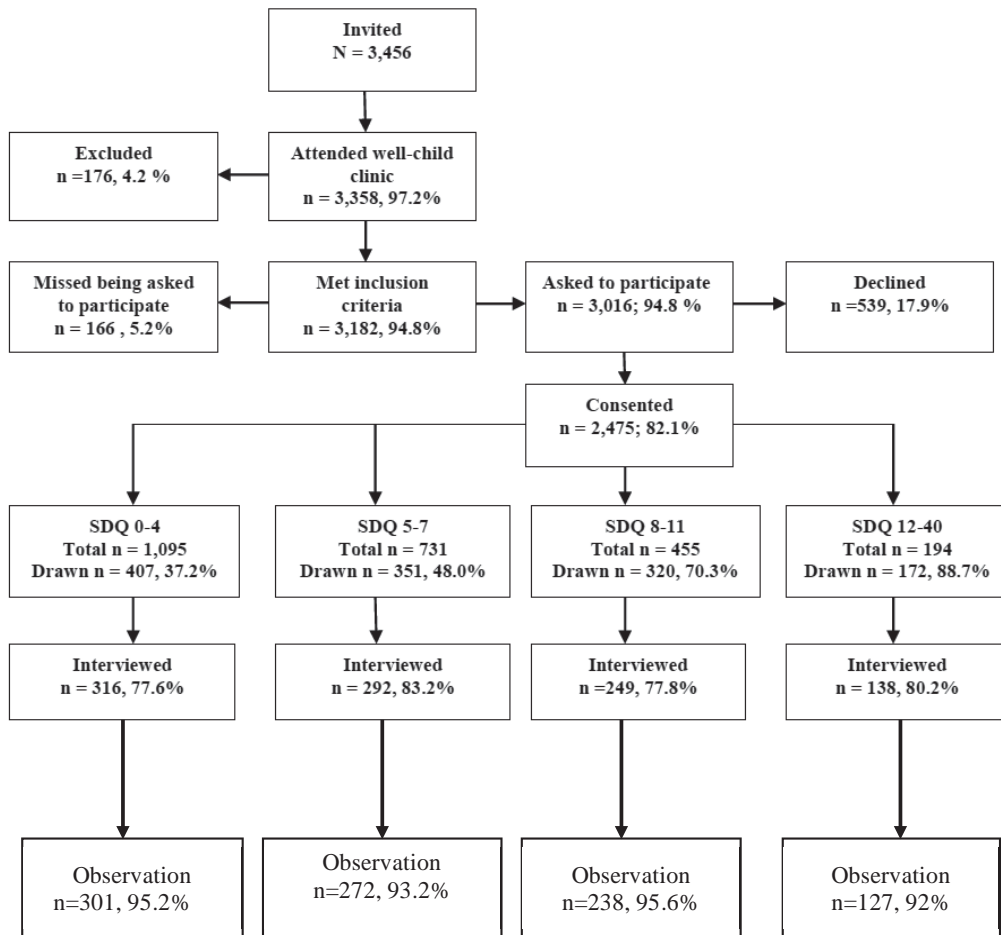 Invited
N = 3,456
Excluded
n =176, 4.2 %
Attended well-child
clinic
n = 3,358, 97.2%
Missed being asked
to participate
n = 166 , 5.2%
Met inclusion
criteria
n = 3,182, 94.8%
Asked to participate
n = 3,016; 94.8 %
Declined
n =539, 17.9%
Consented
n = 2,475; 82.1%
SDQ 0-4
Total n = 1,095
Drawn n = 407, 37.2%
SDQ 5-7
Total n = 731
Drawn n = 351, 48.0%
SDQ 8-11
Total n = 455
Drawn n = 320, 70.3%
SDQ 12-40
Total n = 194
Drawn n = 172, 88.7%
Interviewed
n = 316, 77.6%
Interviewed
n = 292, 83.2%
Interviewed
n =249, 77.8%
Interviewed
n = 138, 80.2%
Observation
n=301, 95.2%
Observation
n=272, 93.2%
Observation
n=238, 95.6%
Observation
n=127, 92%